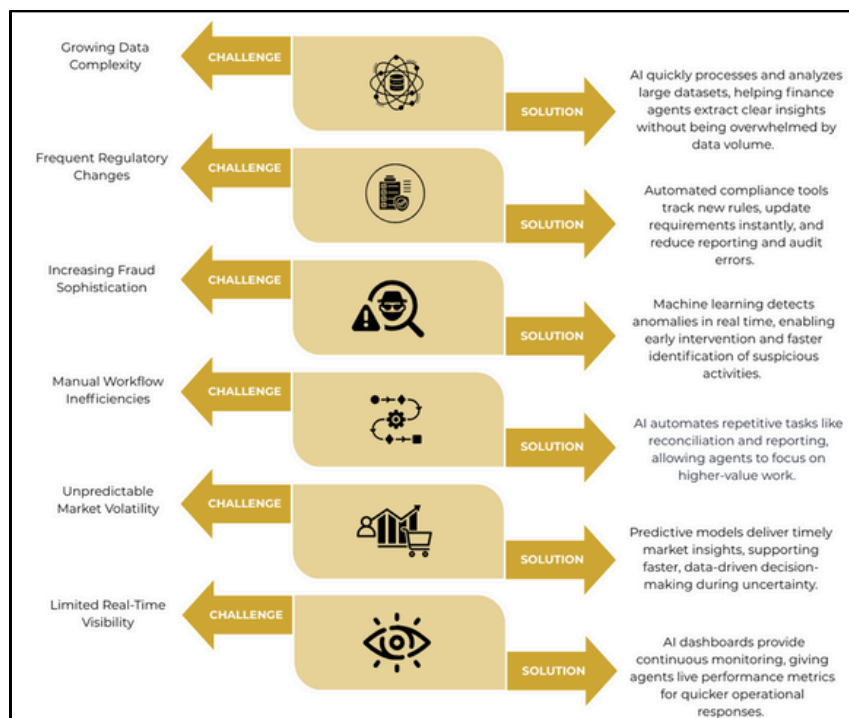 Growing Data
Complexity
CHALLENGE
SOLUTION
AI quickly processes and analyzes
large datasets, helping finance
agents extract clear insights
without being overwhelmed by
data volume.
Frequent Regulatory
Changes
CHALLENGE
SOLUTION
Automated compliance tools
track new rules, update
requirements instantly, and
reduce reporting and audit
errors.
Increasing Fraud
Sophistication
CHALLENGE
SOLUTION
Machine learning detects
anomalies in real time, enabling
early intervention and faster
identification of suspicious
activities.
Manual Workflow
Inefficiencies
CHALLENGE
SOLUTION
AI automates repetitive tasks like
reconciliation and reporting,
allowing agents to focus on
higher-value work.
Unpredictable
Market Volatility
CHALLENGE
SOLUTION
Predictive models deliver timely
market insights, supporting
faster, data-driven decision-
making during uncertainty.
Limited Real-Time
Visibility
CHALLENGE
SOLUTION
AI dashboards provide
continuous monitoring, giving
agents live performance metrics
for quicker operational
responses.